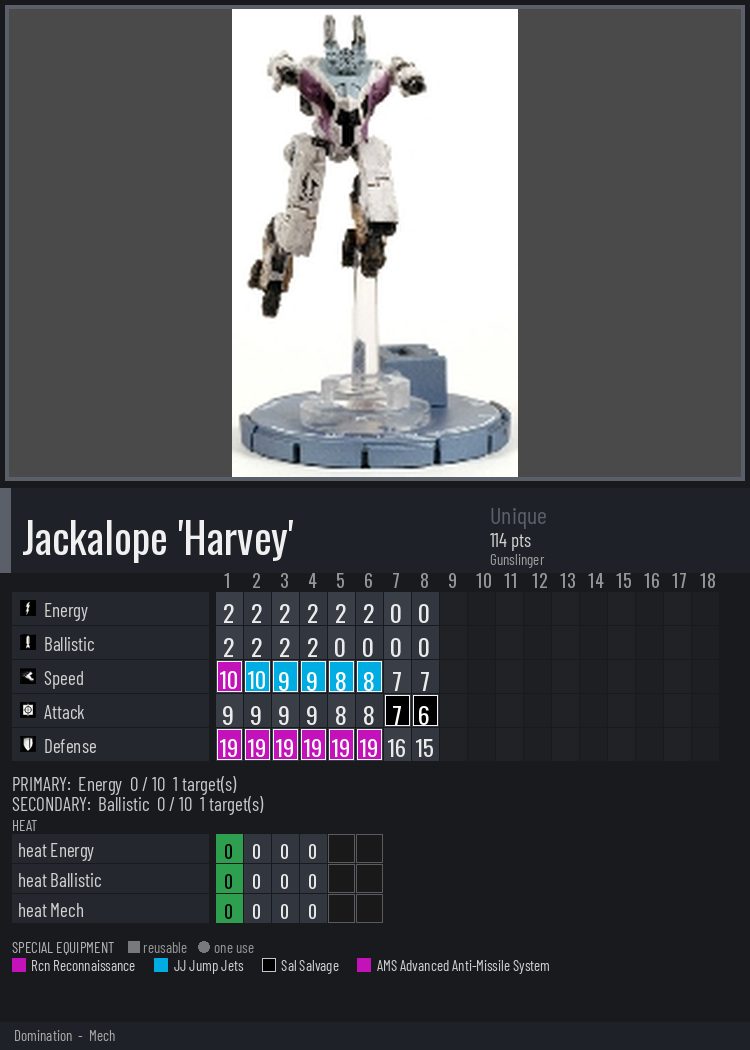 Jackalope 'Harvey'
Unique
114 pts
Gunslinger
1 2 3 4 5 6 7 8 9 10 11 12 13 14 15 16 17 18
Energy 2 2 2 2 2 2 0 0
Ballistic 2 2 2 2 0 0 0 0
Speed 10 10 9 9 8 8 7 7
Attack 9 9 9 9 8 8 7 6
Defense 19 19 19 19 19 19 16 15
PRIMARY: Energy 0 / 10 1 target(s)
SECONDARY: Ballistic 0 / 10 1 target(s)
HEAT
heat Energy 0 0 0 0
heat Ballistic 0 0 0 0
heat Mech 0 0 0 0
SPECIAL EQUIPMENT reusable one use
Rcn Reconnaissance JJ Jump Jets Sal Salvage AMS Advanced Anti-Missile System
Domination - Mech